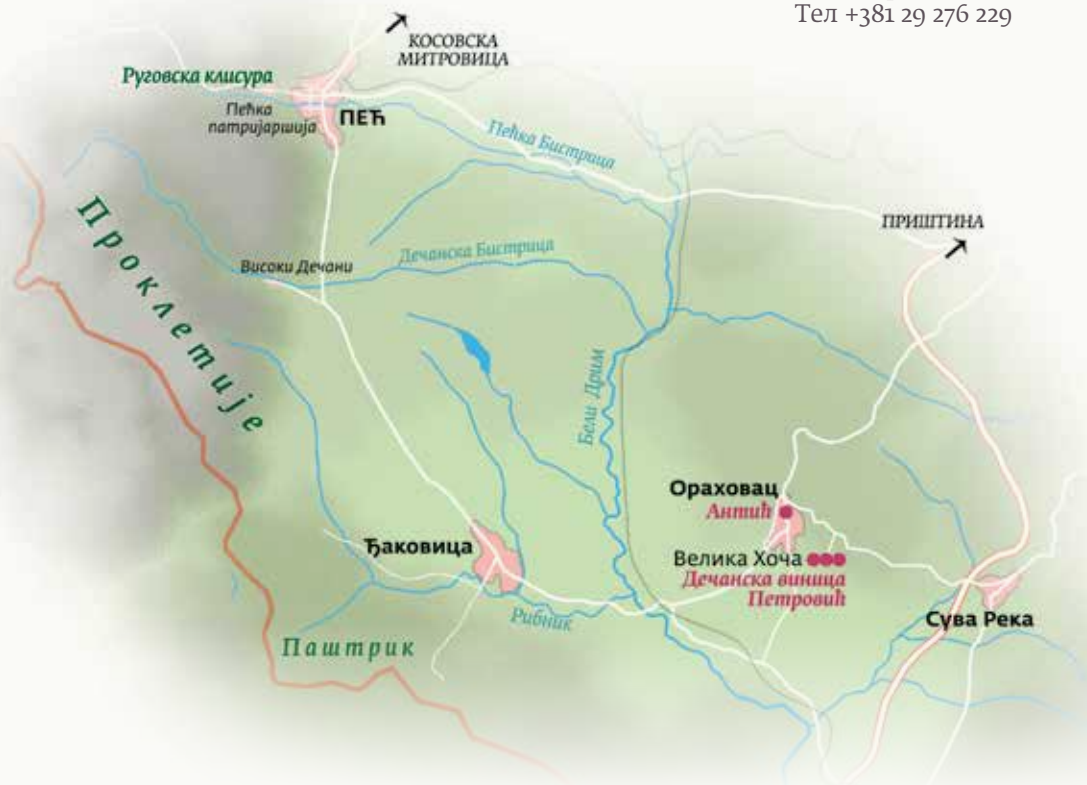 Тел +381 29 276 229
КОСОВСКА
МИТРОВИЦА
Руговска клисура
Пећка
патријаршија
ПЕЋ
Пећка Бистрица
Проклетије
ПРИШТИНА
Дечанска Бистрица
Високи Дечани
Бели Дрим
Ораховац
Антић
Ђаковица
Велика Хоча
Дечанска виница
Петровић
Рибник
Сува Река
Паштрик